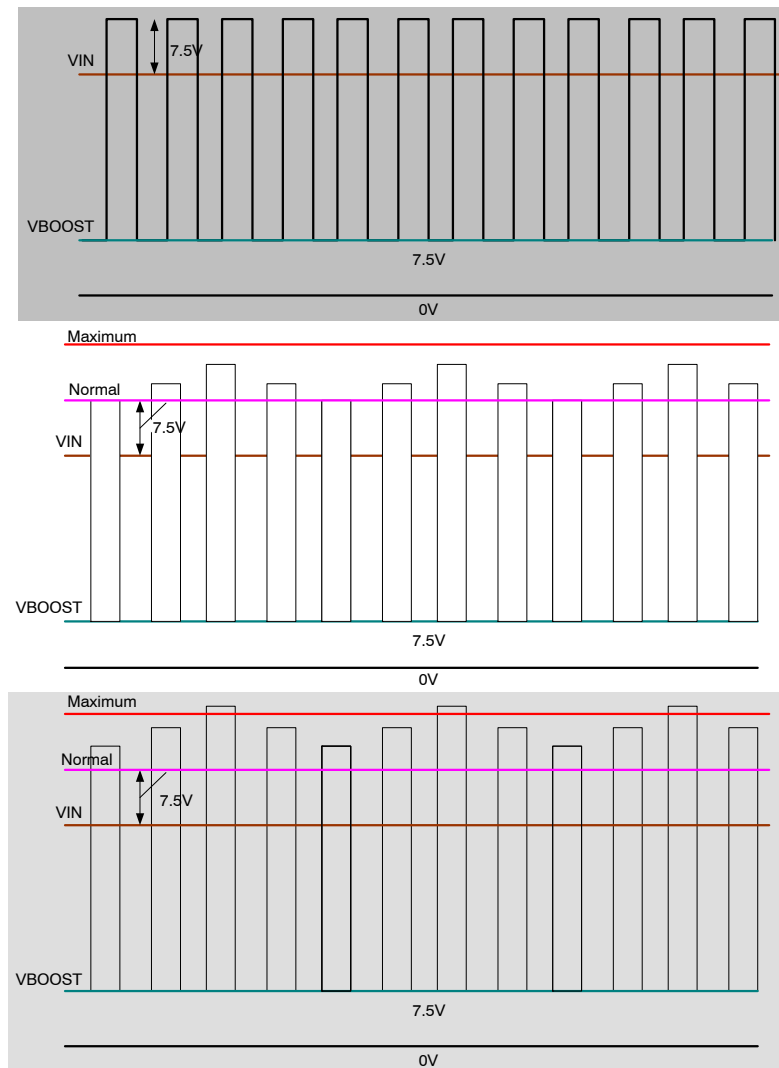 7.5V
VIN
VBOOST
7.5V
0V
Maximum
Normal
7.5V
VIN
VBOOST
7.5V
0V
Maximum
Normal
7.5V
VIN
VBOOST
7.5V
0V